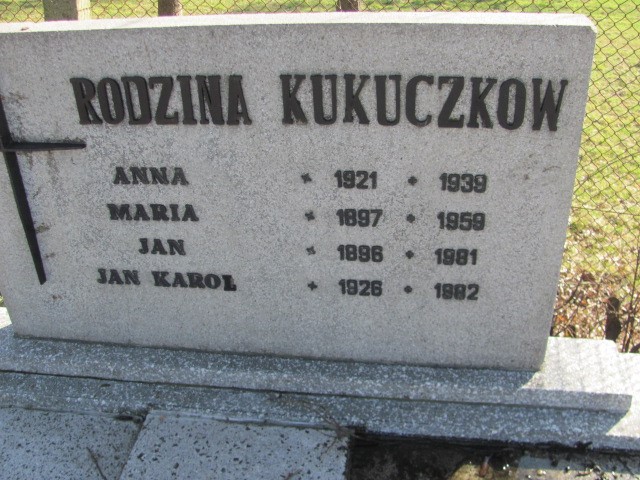 RODZINA KUKUCZKOW
ANNA * 1921 + 1939
MARIA * 1897 + 1959
JAN * 1896 + 1981
JAN KAROL * 1926 + 1982